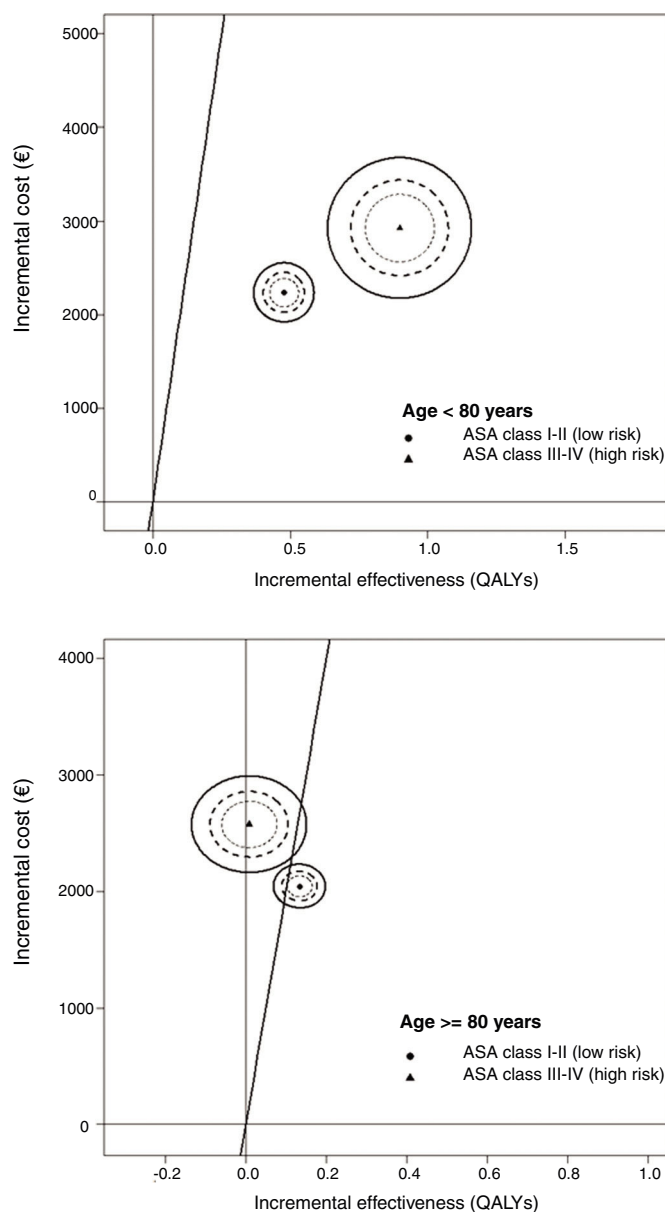 5000
4000
3000
2000
1000
0
Incremental cost (€)
Age < 80 years
ASA class I-II (low risk)
ASA class III-IV (high risk)
0.0 0.5 1.0 1.5
Incremental effectiveness (QALYs)
4000
3000
2000
1000
0
Incremental cost (€)
Age >= 80 years
ASA class I-II (low risk)
ASA class III-IV (high risk)
-0.2 0.0 0.2 0.4 0.6 0.8 1.0
Incremental effectiveness (QALYs)